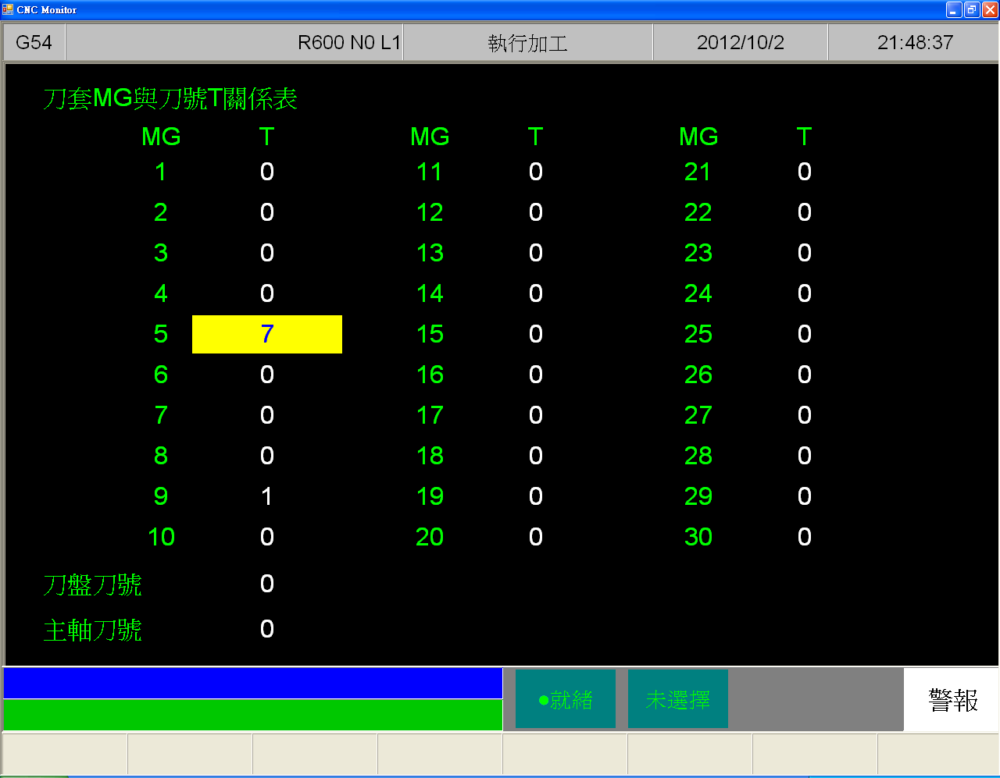 CNC Monitor
G54 R600 N0 L1 執行加工 2012/10/2 21:48:37
刀套MG與刀號T關係表
MG T MG T MG T
1 0 11 0 21 0
2 0 12 0 22 0
3 0 13 0 23 0
4 0 14 0 24 0
5 7 15 0 25 0
6 0 16 0 26 0
7 0 17 0 27 0
8 0 18 0 28 0
9 1 19 0 29 0
10 0 20 0 30 0
刀盤刀號 0
主軸刀號 0
●就緒 未選擇 警報